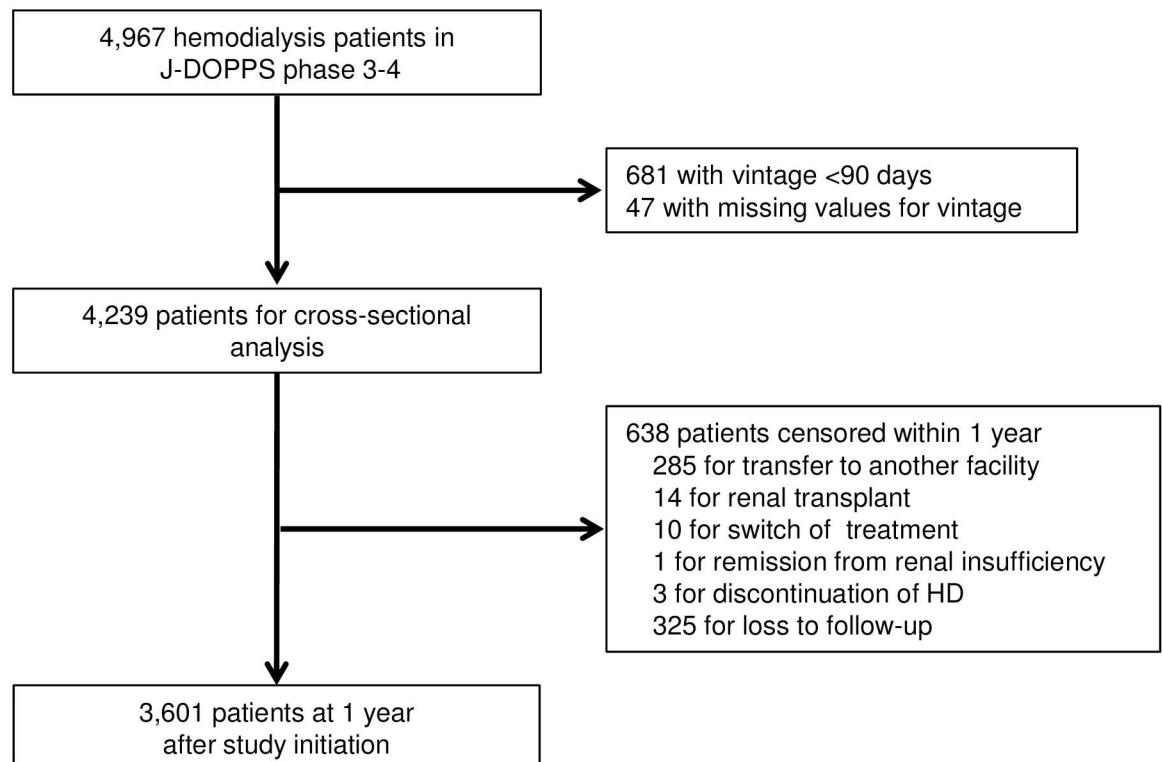 4,967 hemodialysis patients in
J-DOPPS phase 3-4
681 with vintage <90 days
47 with missing values for vintage
4,239 patients for cross-sectional
analysis
638 patients censored within 1 year
285 for transfer to another facility
14 for renal transplant
10 for switch of treatment
1 for remission from renal insufficiency
3 for discontinuation of HD
325 for loss to follow-up
3,601 patients at 1 year
after study initiation